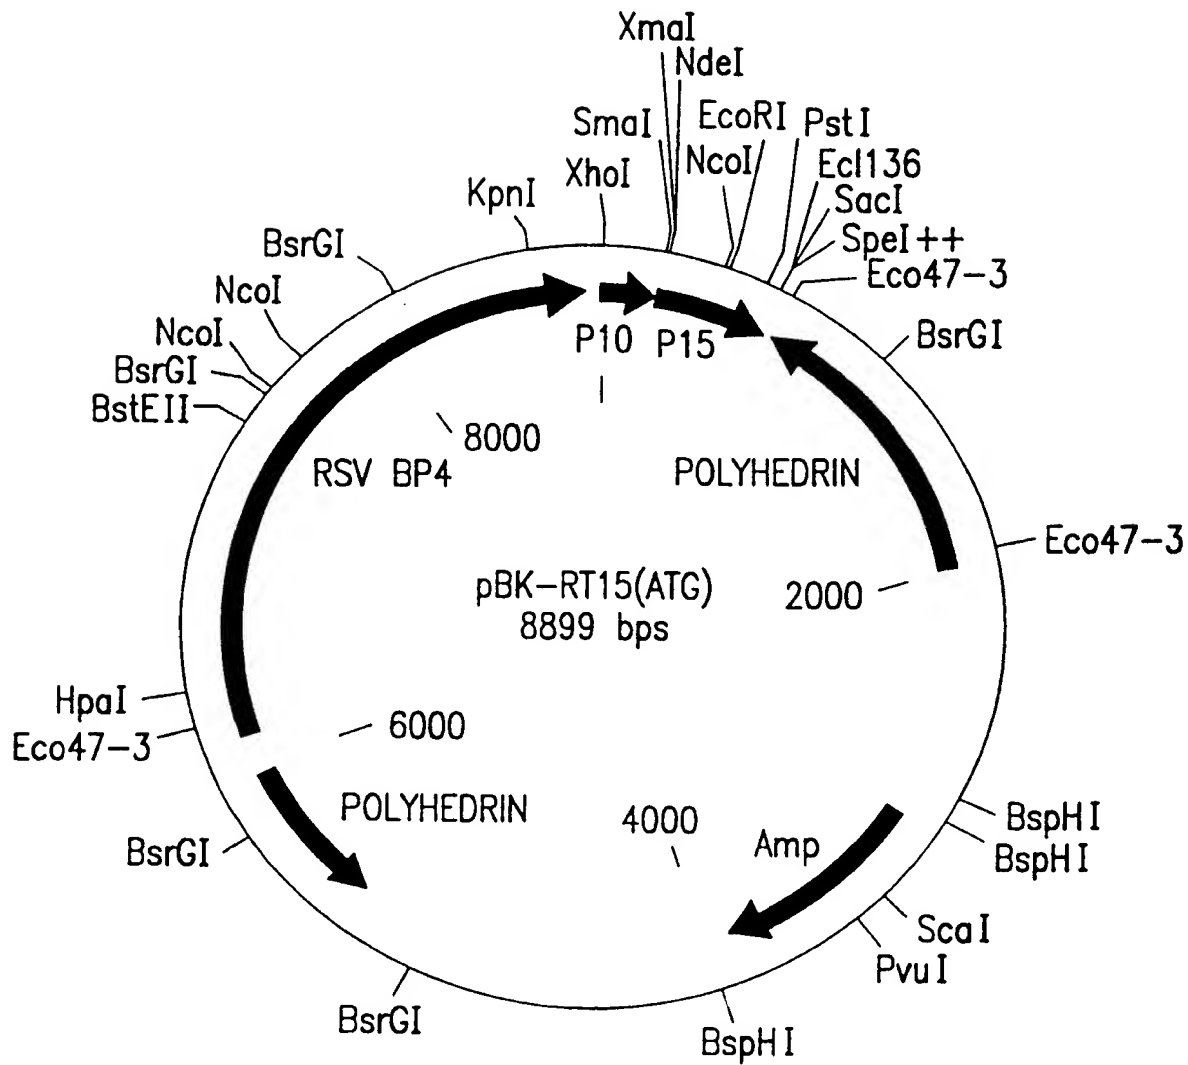 XmaI
NdeI
SmaI
EcoRI
PstI
NcoI
Ecl136
XhoI
SacI
KpnI
SpeI++
Eco47-3
BsrGI
NcoI
NcoI
BsrGI
BsrGI
BstEII
P10
P15
8000
RSV BP4
POLYHEDRIN
Eco47-3
pBK-RT15(ATG)
8899 bps
2000
HpaI
Eco47-3
6000
POLYHEDRIN
4000
Amp
BspHI
BspHI
BsrGI
ScaI
PvuI
BsrGI
BspHI